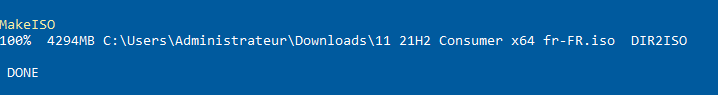 MakeISO
100%  4294MB C:\Users\Administrateur\Downloads\11 21H2 Consumer x64 fr-FR.iso  DIR2ISO
DONE